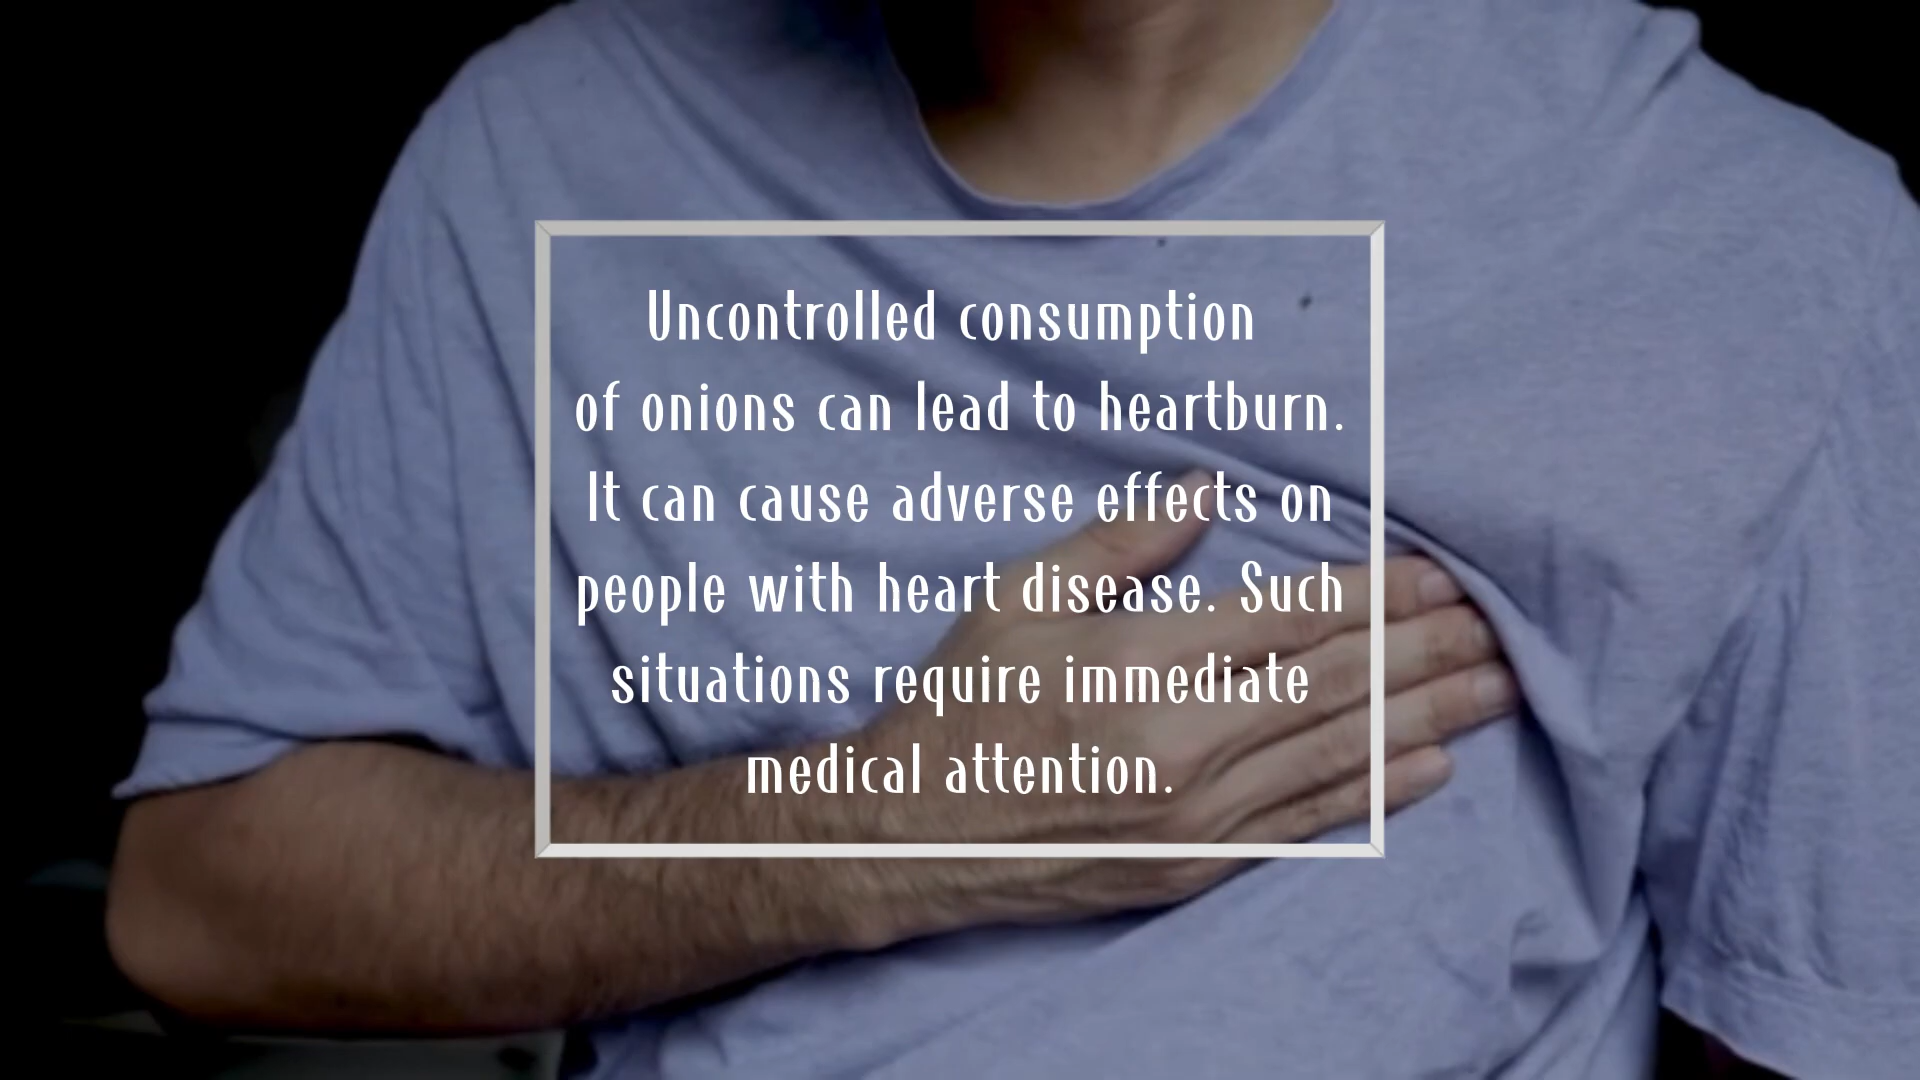 Uncontrolled consumption
of onions can lead to heartburn.
It can cause adverse effects on
people with heart disease. Such
situations require immediate
medical attention.